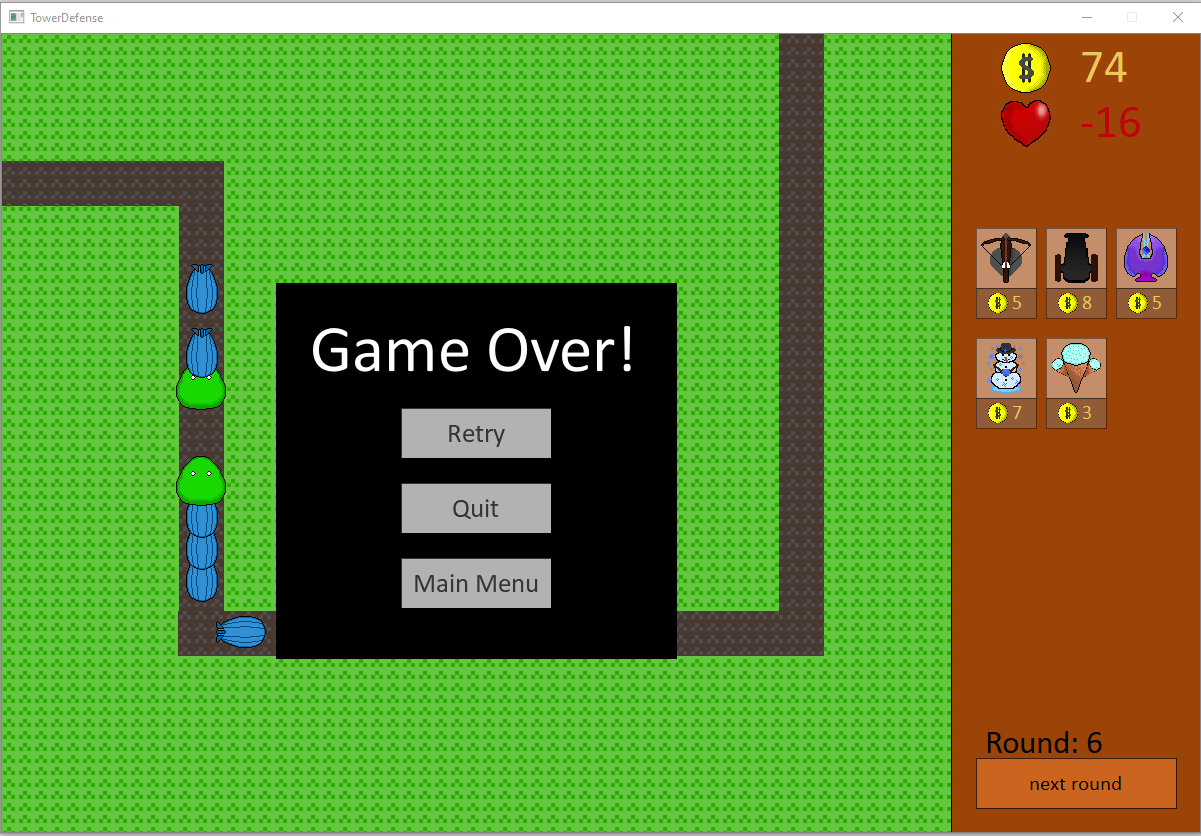 TowerDefense
$ 74
-16
$ 5
$ 8
$ 5
$ 7
$ 3
Game Over!
Retry
Quit
Main Menu
Round: 6
next round